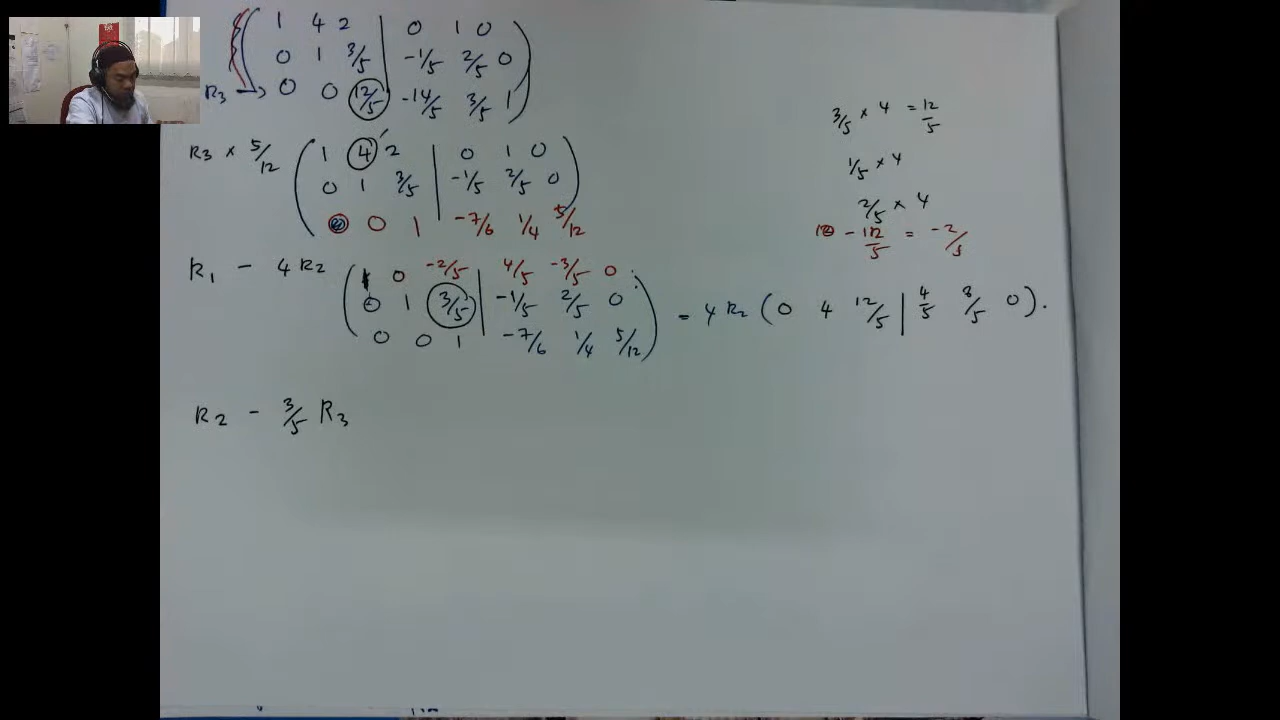 1 4 2 | 0 1 0
0 1 3/5 | -1/5 2/5 0
R3 → 0 0 12/5 | -14/5 3/5 1
3/5 × 4 = 12/5
1/5 × 4
2/5 × 4
R3 × 5/12 ( 1 4 2 | 0 1 0 )
0 1 3/5 | -1/5 2/5 0
0 1 | -7/6 1/4 5/12
- 12/5 = -2/5
R1 - 4R2 ( 1 0 -2/5 | 4/5 -3/5 0 )
0 1 3/5 | -1/5 2/5 0
0 0 1 | -7/6 1/4 5/12
= 4R2 ( 0 4 12/5 | 4/5 8/5 0 ).
R2 - 3/5 R3